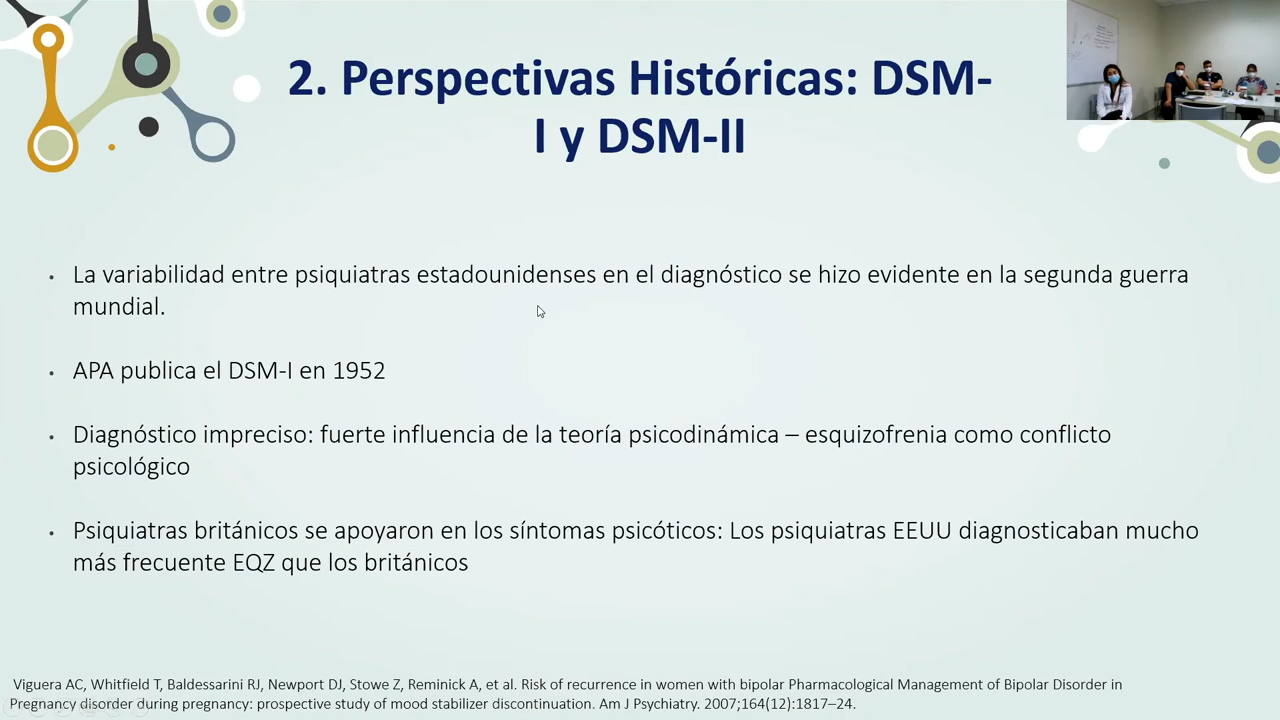 2. Perspectivas Históricas: DSM-
I y DSM-II
• La variabilidad entre psiquiatras estadounidenses en el diagnóstico se hizo evidente en la segunda guerra
mundial.
• APA publica el DSM-I en 1952
• Diagnóstico impreciso: fuerte influencia de la teoría psicodinámica – esquizofrenia como conflicto
psicológico
• Psiquiatras británicos se apoyaron en los síntomas psicóticos: Los psiquiatras EEUU diagnosticaban mucho
más frecuente EQZ que los británicos
Viguera AC, Whitfield T, Baldessarini RJ, Newport DJ, Stowe Z, Reminick A, et al. Risk of recurrence in women with bipolar Pharmacological Management of Bipolar Disorder in
Pregnancy disorder during pregnancy: prospective study of mood stabilizer discontinuation. Am J Psychiatry. 2007;164(12):1817–24.